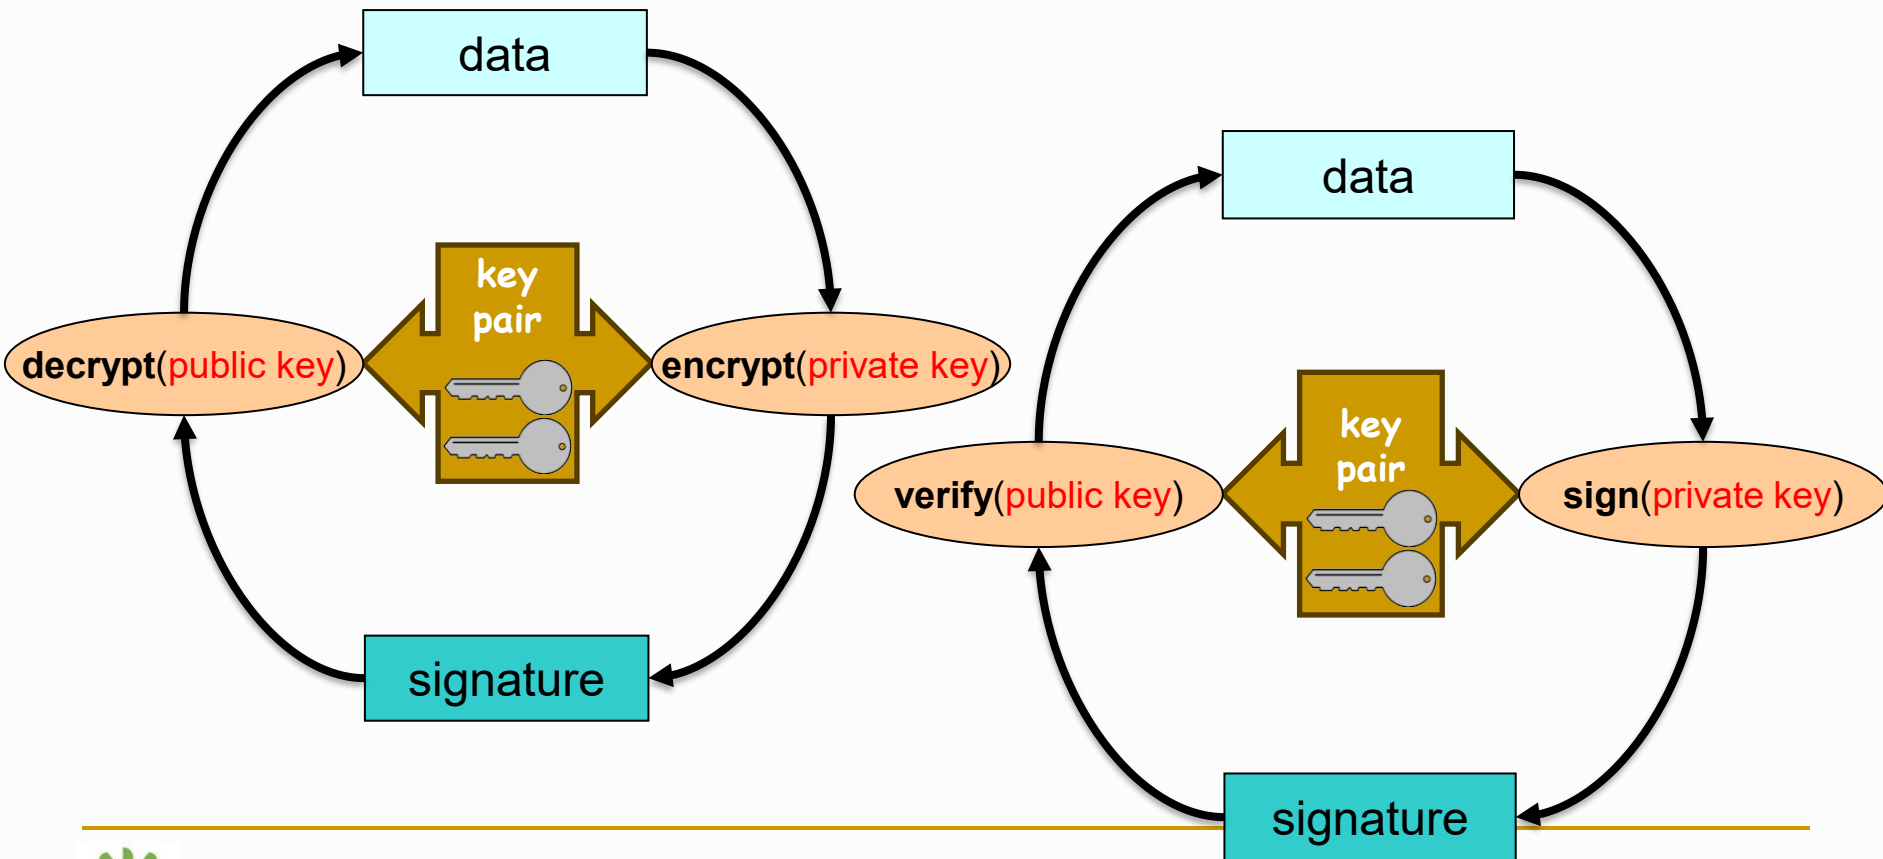 data
key
pair
decrypt(public key)
encrypt(private key)
signature
data
key
pair
verify(public key)
sign(private key)
signature